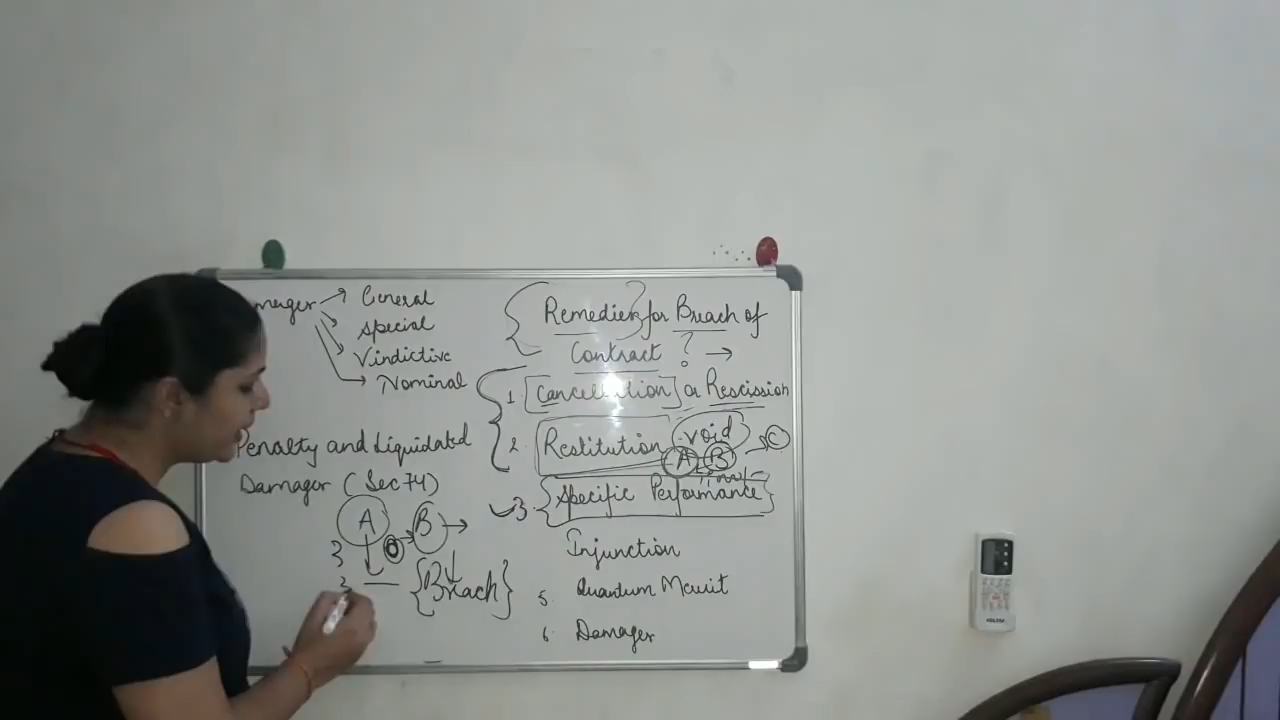 General
Special
Vindictive
Nominal
Penalty and Liquidated
Damages (Sec 74)
A
B
3
{Breach}
{Remedies} for Breach of
Contract ? →
1. [Cancellation] or Rescission
2. Restitution void
A B C
3. {Specific Performance}
Injunction
5 Quantum Meruit
6. Damages